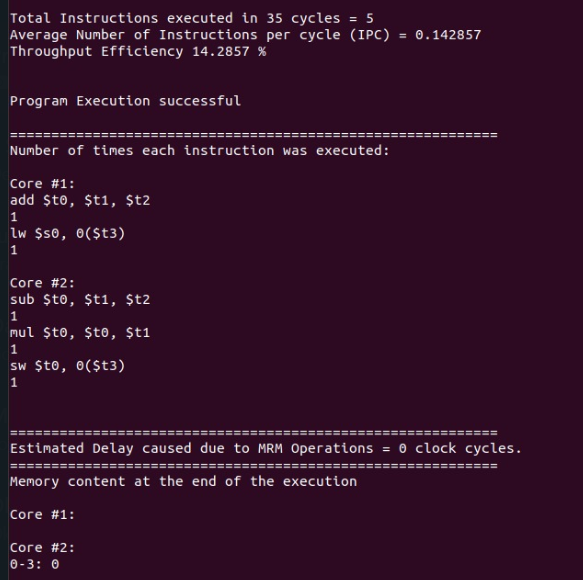 Total Instructions executed in 35 cycles = 5
Average Number of Instructions per cycle (IPC) = 0.142857
Throughput Efficiency 14.2857 %
Program Execution successful
===========================================================
Number of times each instruction was executed:
Core #1:
add $t0, $t1, $t2
1
lw $s0, 0($t3)
1
Core #2:
sub $t0, $t1, $t2
1
mul $t0, $t0, $t1
1
sw $t0, 0($t3)
1
===========================================================
Estimated Delay caused due to MRM Operations = 0 clock cycles.
===========================================================
Memory content at the end of the execution
Core #1:
Core #2:
0-3: 0